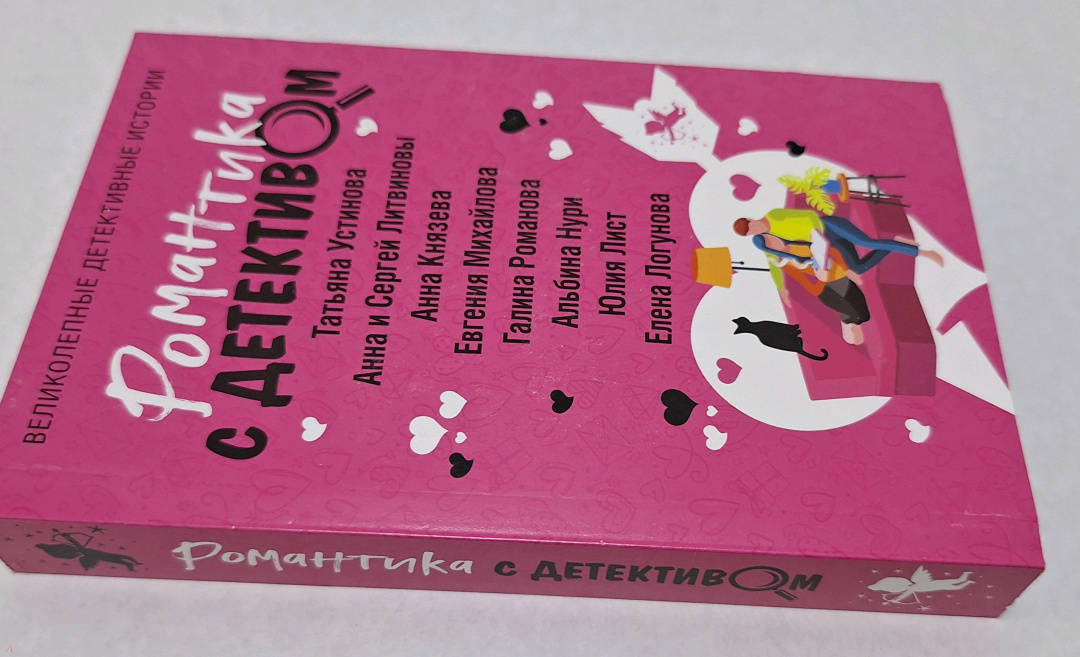 ВЕЛИКОЛЕПНЫЕ ДЕТЕКТИВНЫЕ ИСТОРИИ
Романтика
с ДЕТЕКТИВОМ
Татьяна Устинова
Анна и Сергей Литвиновы
Анна Князева
Евгения Михайлова
Галина Романова
Альбина Нури
Юлия Лист
Елена Логунова
Романтика с ДЕТЕКТИВОМ